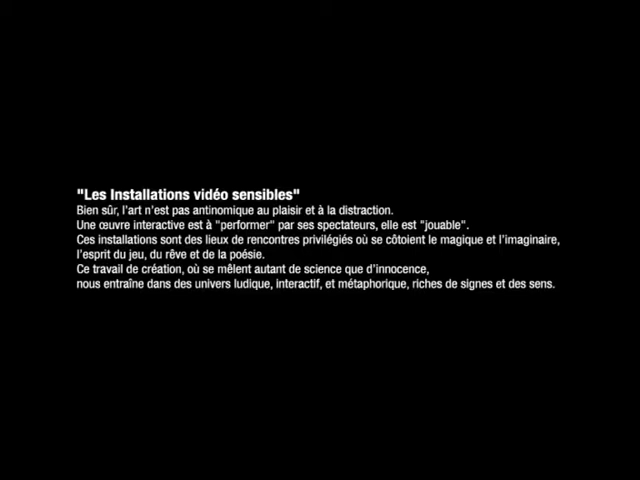 "Les Installations vidéo sensibles"
Bien sûr, l'art n'est pas antinomique au plaisir et à la distraction.
Une œuvre interactive est à "performer" par ses spectateurs, elle est "jouable".
Ces installations sont des lieux de rencontres privilégiés où se côtoient le magique et l'imaginaire,
l'esprit du jeu, du rêve et de la poésie.
Ce travail de création, où se mêlent autant de science que d'innocence,
nous entraîne dans des univers ludique, interactif, et métaphorique, riches de signes et des sens.